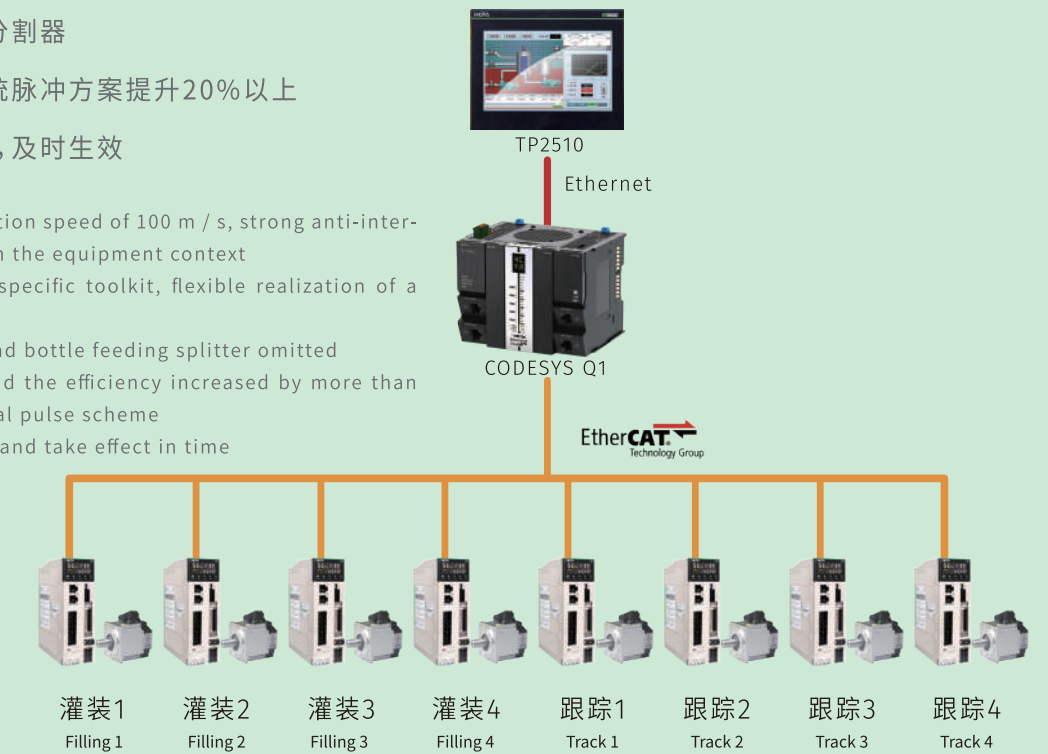 分割器
脉冲方案提升20%以上
,及时生效
tion speed of 100 m / s, strong anti-inter-
the equipment context
specific toolkit, flexible realization of a
bottle feeding splitter omitted
the efficiency increased by more than
pulse scheme
and take effect in time
TP2510
Ethernet
CODESYS Q1
EtherCAT®
Technology Group
灌装1
灌装2
灌装3
灌装4
跟踪1
跟踪2
跟踪3
跟踪4
Filling 1
Filling 2
Filling 3
Filling 4
Track 1
Track 2
Track 3
Track 4